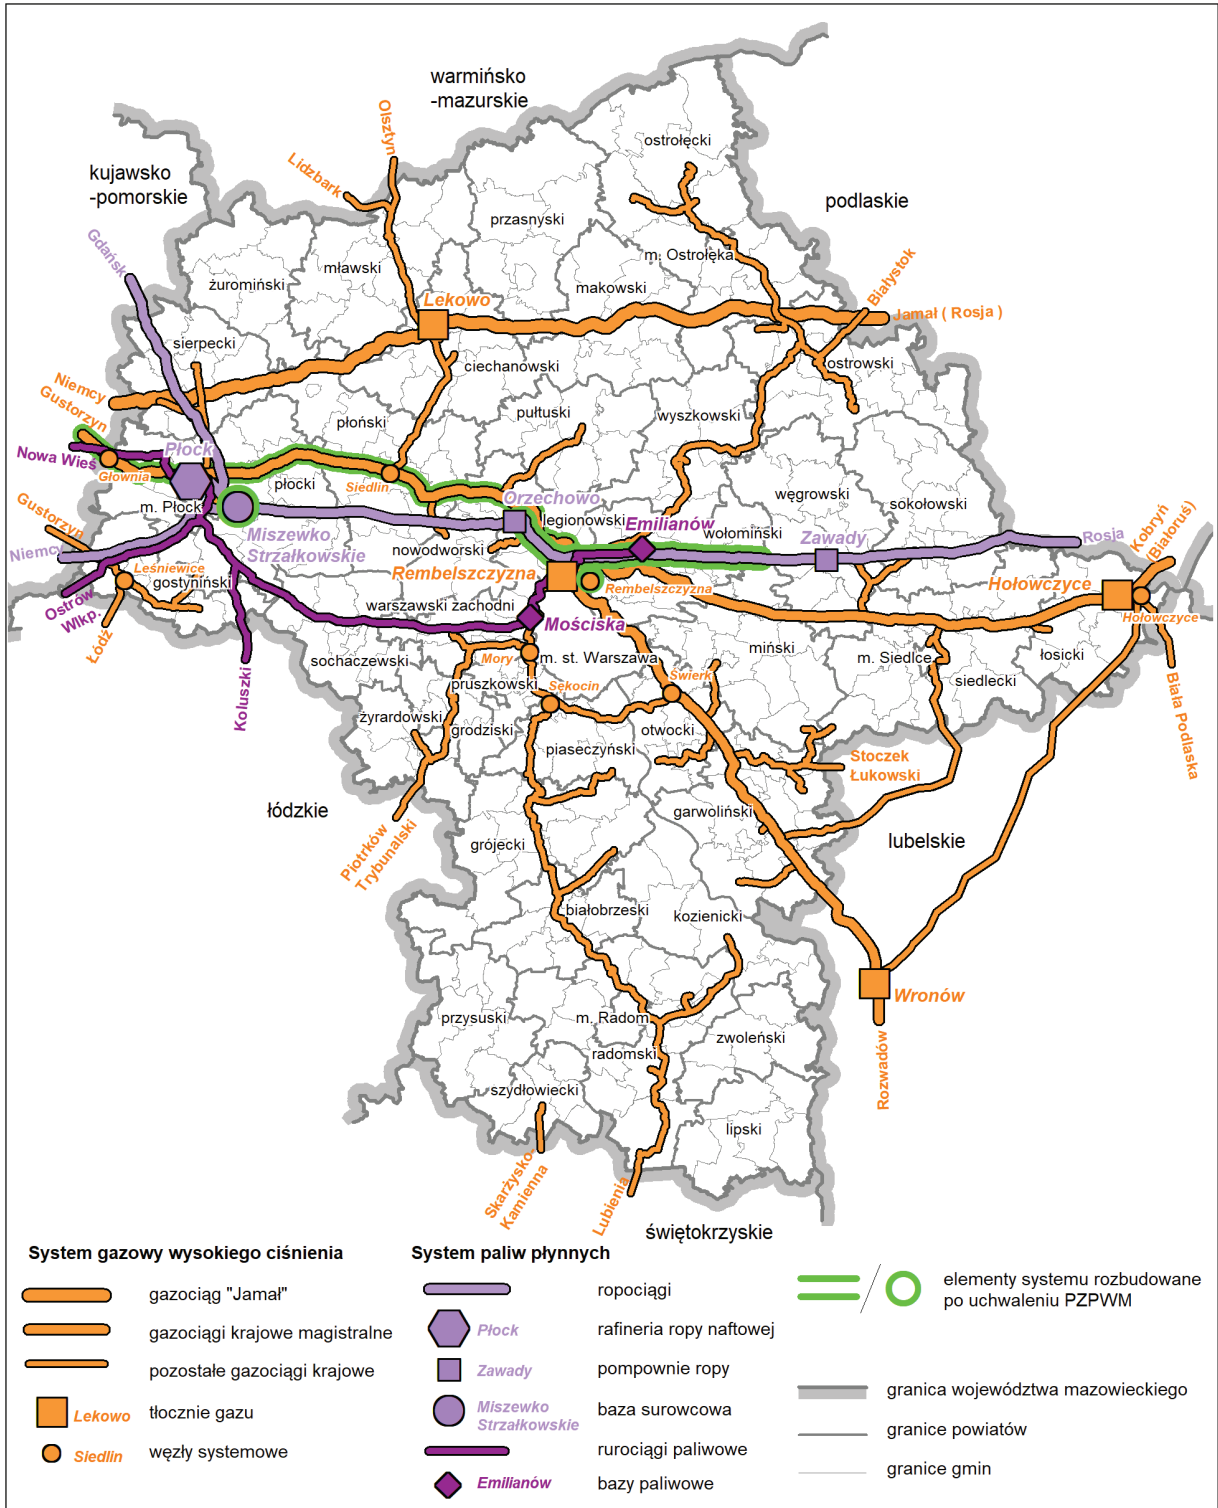 warmińsko
-mazurskie
Olsztyn
ostrołęcki
Lidzbark
kujawsko
-pomorskie
podlaskie
przasnyski
Gdańsk
m. Ostrołęka
Białystok
mławski
żuromiński
makowski
Lekowo
Jamał ( Rosja )
sierpecki
ciechanowski
ostrowski
Niemcy
Gustorzyn
pułtuski
wyszkowski
płoński
Płock
Nowa Wieś
Głownia
Siedlin
płocki
Orzechowo
węgrowski
sokołowski
m. Płock
Gustorzyn
legionowski
Emilianów
Miszewko
Strzałkowskie
wołomiński
Zawady
Rosja
Kobryń
(Białoruś)
Niemcy
nowodworski
Leśniewice
gostyniński
Rembelszczyzna
Rembelszczyzna
Hołowczyce
Hołowczyce
Ostrów
Wlkp.
warszawski zachodni
Mościska
Łódź
Koluszki
sochaczewski
Mory
m. st. Warszawa
miński
m. Siedlce
łosicki
siedlecki
Biała Podlaska
pruszkowski
Sękocin
Świerk
żyrardowski
grodziski
otwocki
piaseczyński
Stoczek
Łukowski
łódzkie
Piotrków
Trybunalski
garwoliński
grójecki
lubelskie
białobrzeski
kozienicki
Wronów
przysuski
m. Radom
zwoleński
radomski
Rozwadów
szydłowiecki
lipski
Skarżysko
Kamienna
Lubienia
świętokrzyskie
System gazowy wysokiego ciśnienia
gazociąg "Jamał"
gazociągi krajowe magistralne
pozostałe gazociągi krajowe
Lekowo
tłocznie gazu
Siedlin
węzły systemowe
System paliw płynnych
ropociągi
Płock
rafineria ropy naftowej
Zawady
pompownie ropy
Miszewko
Strzałkowskie
baza surowcowa
rurociągi paliwowe
Emilianów
bazy paliwowe
elementy systemu rozbudowane
po uchwaleniu PZPWM
granica województwa mazowieckiego
granice powiatów
granice gmin